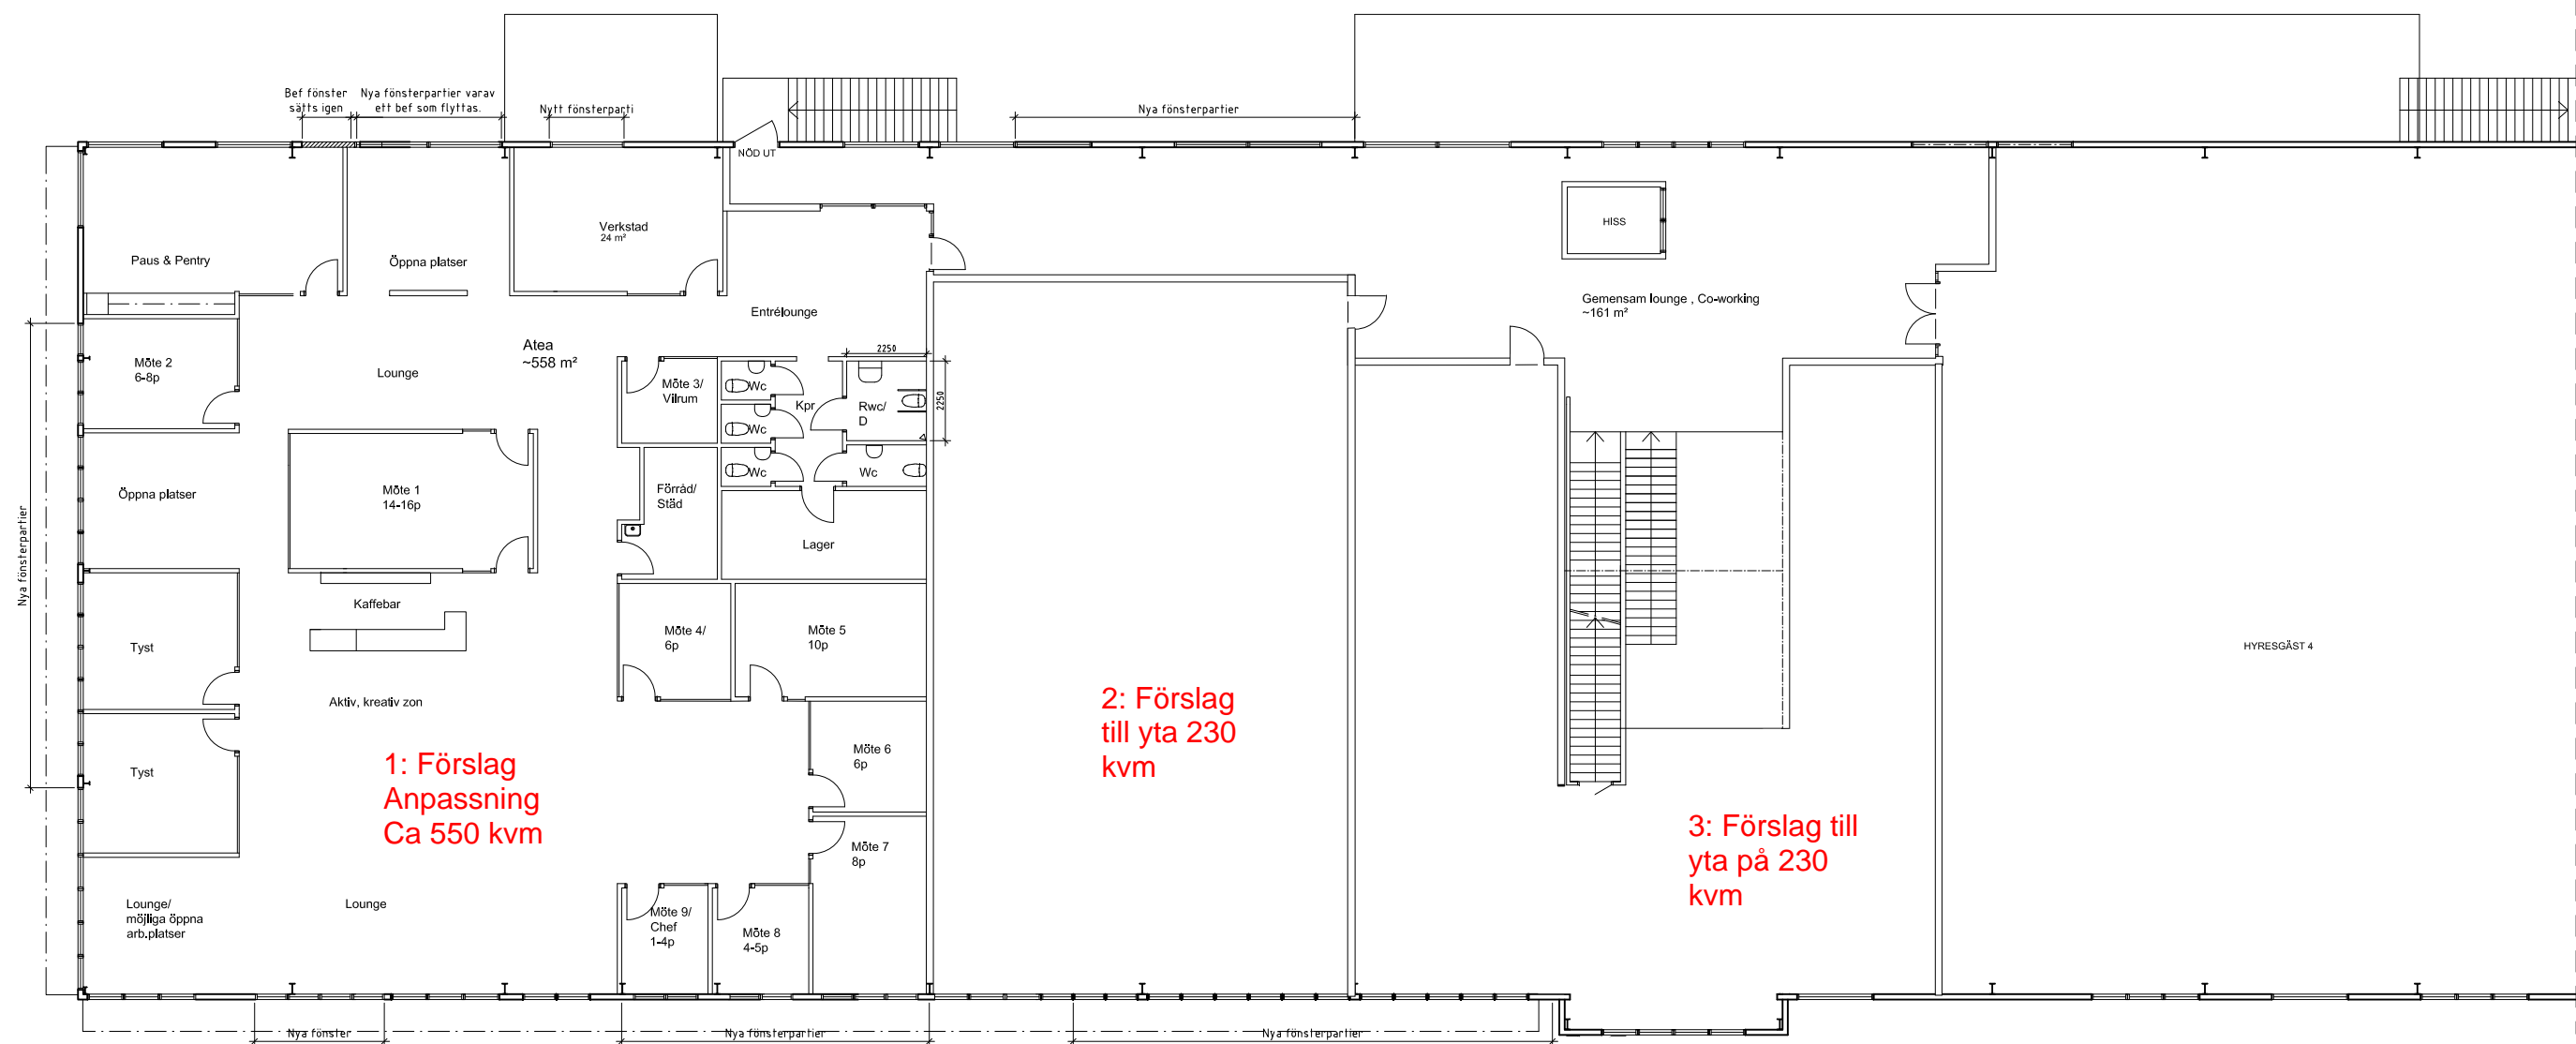 Bef fönster
sätts igen
Nya fönsterpartier varav
ett bef som flyttas.
Nytt fönsterparti
Nya fönsterpartier
NÖD UT
Verkstad
24 m²
HISS
Paus & Pentry
Öppna platser
Entrélounge
Gemensam lounge , Co-working
~161 m²
Atea
~558 m²
2250
Möte 2
6-8p
Lounge
Möte 3/
Vilrum
Wc
Kpr
Rwc/
D
2250
Wc
Wc
Wc
Öppna platser
Möte 1
14-16p
Förråd/
Städ
Lager
Nya fönsterpartier
Kaffebar
Tyst
Möte 4/
6p
Möte 5
10p
HYRESGÄST 4
Aktiv, kreativ zon
2: Förslag
till yta 230
kvm
Tyst
1: Förslag
Anpassning
Ca 550 kvm
Möte 6
6p
3: Förslag till
yta på 230
kvm
Möte 7
8p
Lounge/
möjliga öppna
arb.platser
Lounge
Möte 9/
Chef
1-4p
Möte 8
4-5p
Nya fönster
Nya fönsterpartier
Nya fönsterpartier